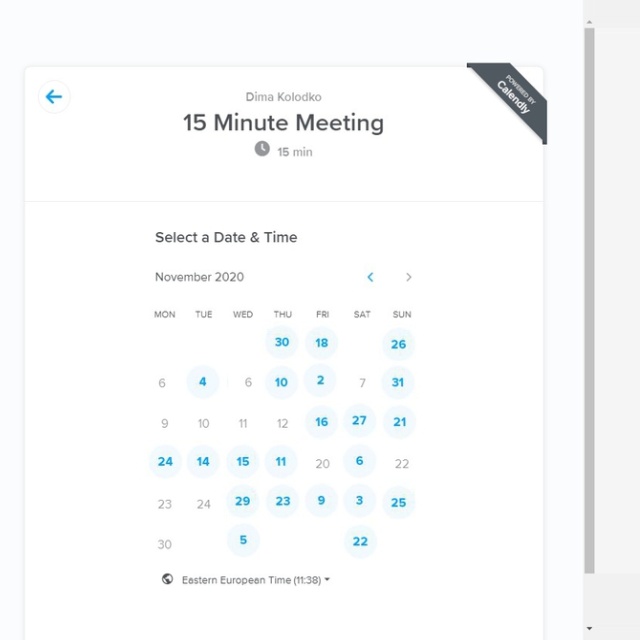 POWERED BY
Calendly
Dima Kolodko
15 Minute Meeting
15 min
Select a Date & Time
November 2020
MON TUE WED THU FRI SAT SUN
30 18 26
6 4 6 10 2 7 31
9 10 11 12 16 27 21
24 14 15 11 20 6 22
23 24 29 23 9 3 25
30 5 22
Eastern European Time (11:38)